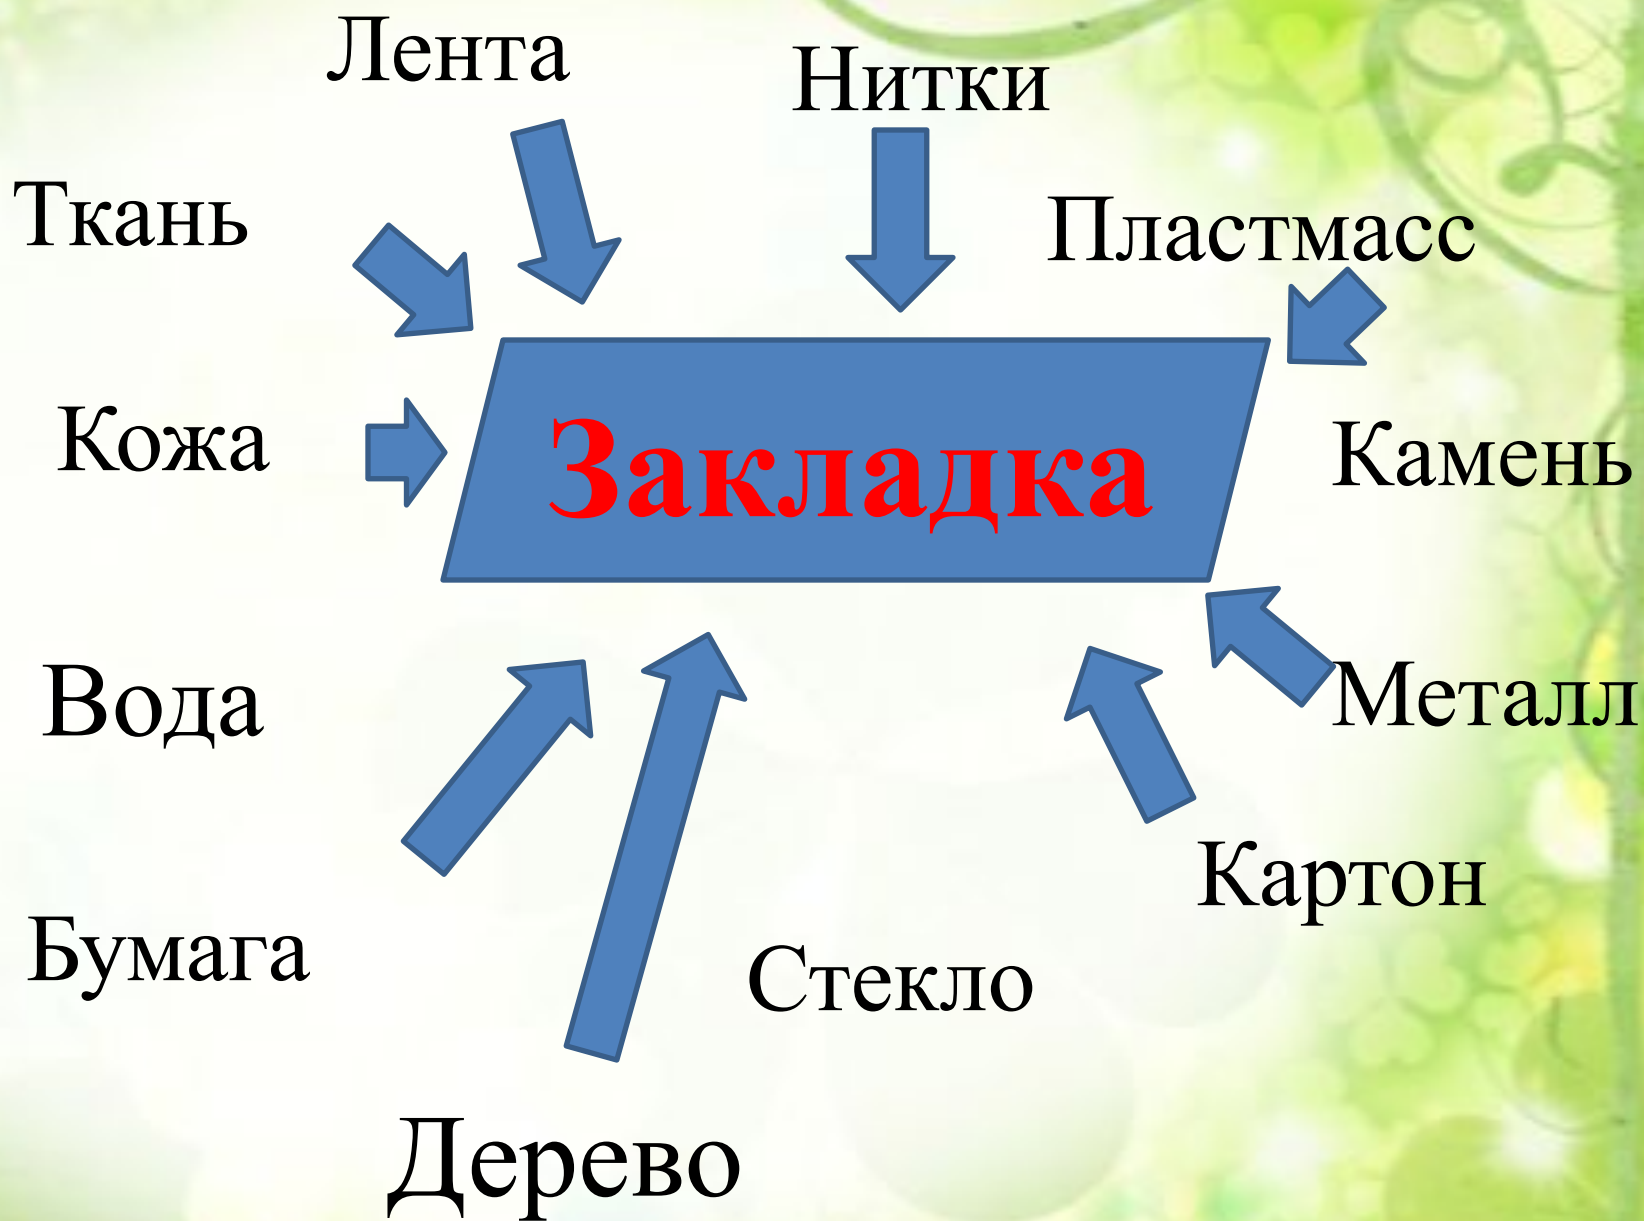 Лента
Нитки
Ткань
Пластмасс
Кожа
Закладка
Камень
Вода
Металл
Картон
Бумага
Стекло
Дерево